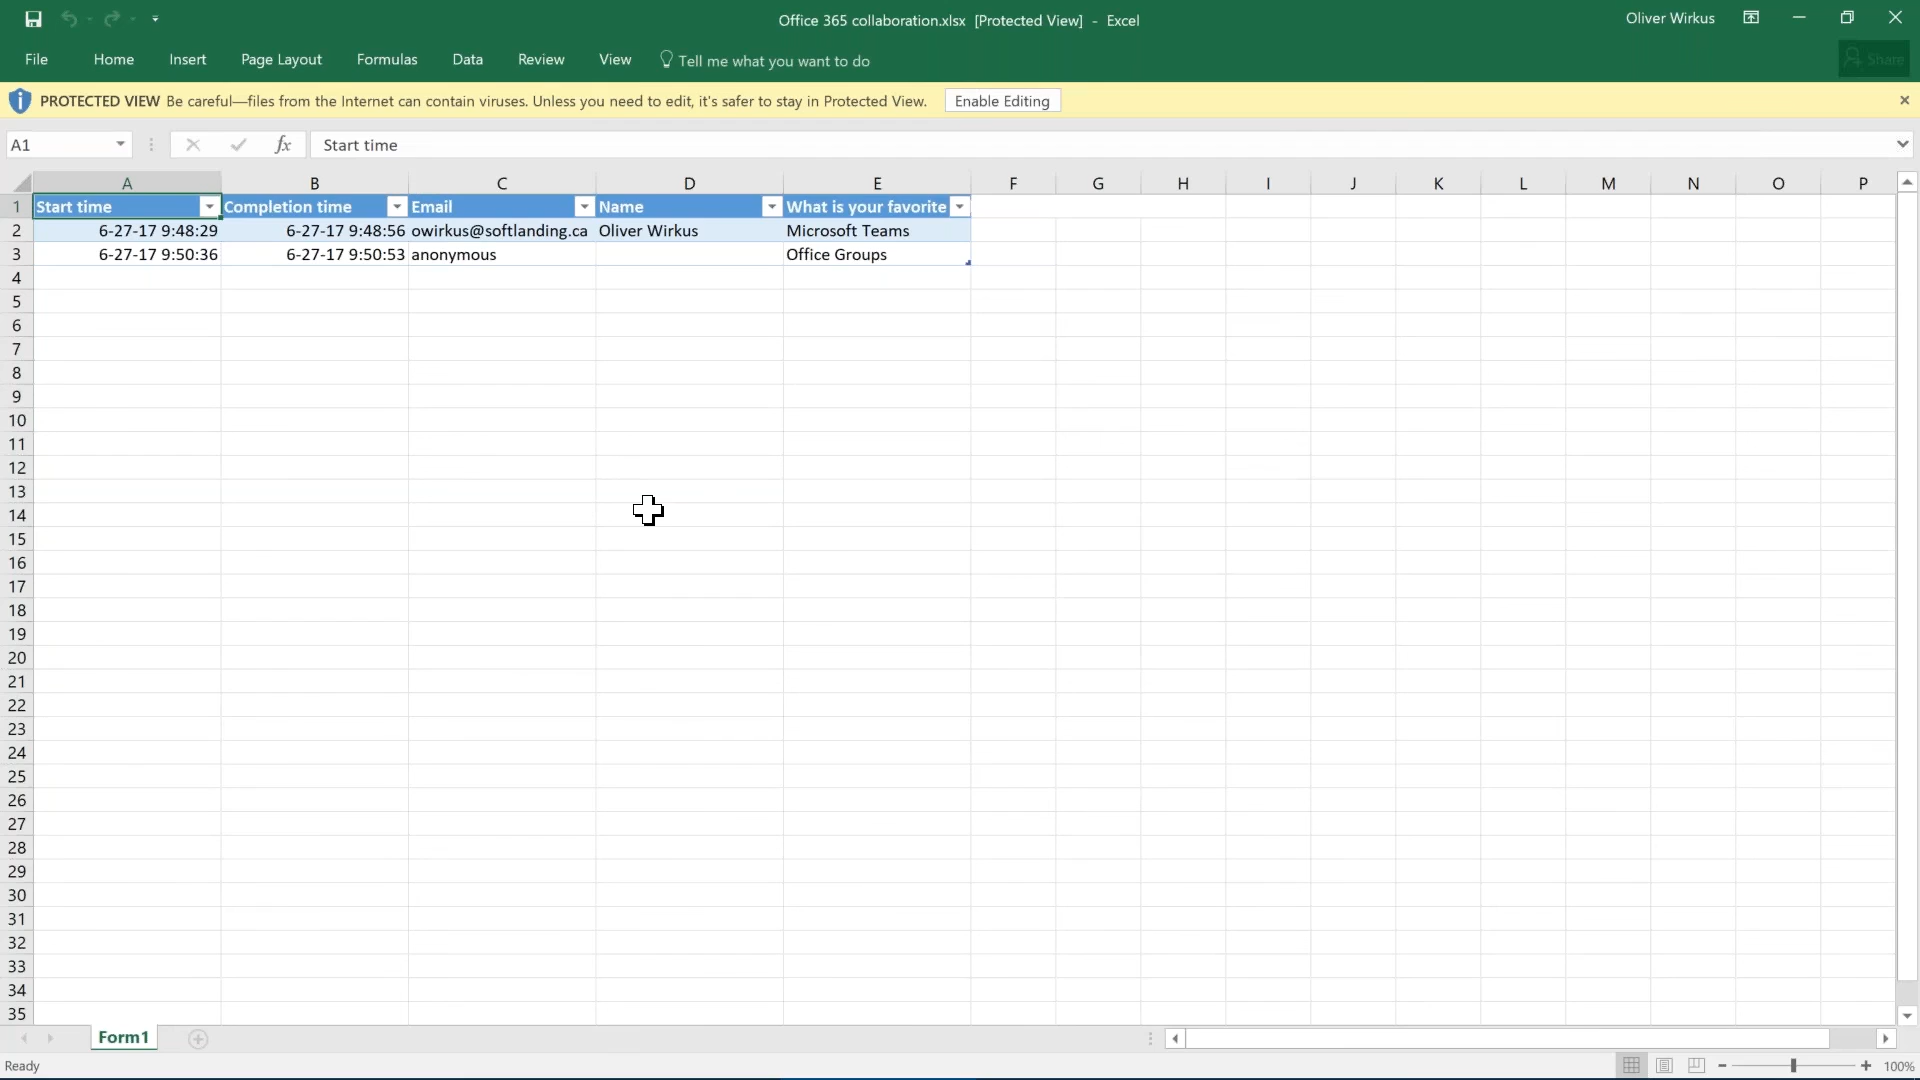 Office 365 collaboration.xlsx [Protected View] - Excel
Oliver Wirkus
File Home Insert Page Layout Formulas Data Review View Tell me what you want to do Share
PROTECTED VIEW Be careful—files from the Internet can contain viruses. Unless you need to edit, it's safer to stay in Protected View. Enable Editing
A1 fx Start time
A B C D E F G H I J K L M N O P
1 Start time Completion time Email Name What is your favorite
2 6-27-17 9:48:29 6-27-17 9:48:56 owirkus@softlanding.ca Oliver Wirkus Microsoft Teams
3 6-27-17 9:50:36 6-27-17 9:50:53 anonymous Office Groups
4
5
6
7
8
9
10
11
12
13
14
15
16
17
18
19
20
21
22
23
24
25
26
27
28
29
30
31
32
33
34
35
Form1
Ready 100%